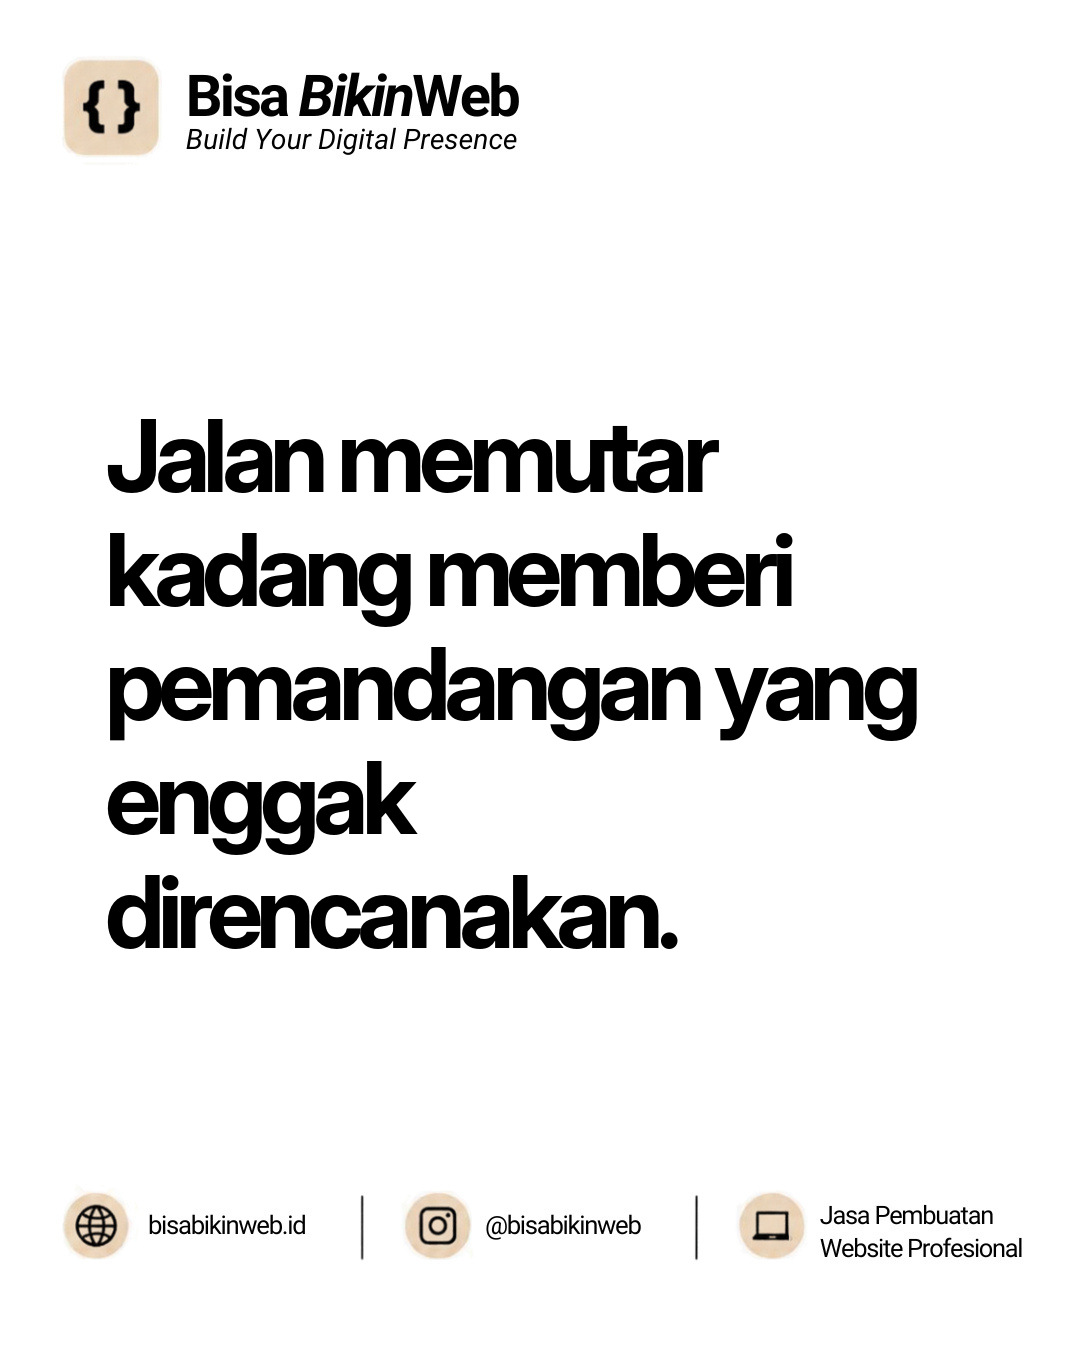 { }
Bisa BikinWeb
Build Your Digital Presence
Jalan memutar
kadang memberi
pemandangan yang
enggak
direncanakan.
bisabikinweb.id
@bisabikinweb
Jasa Pembuatan
Website Profesional